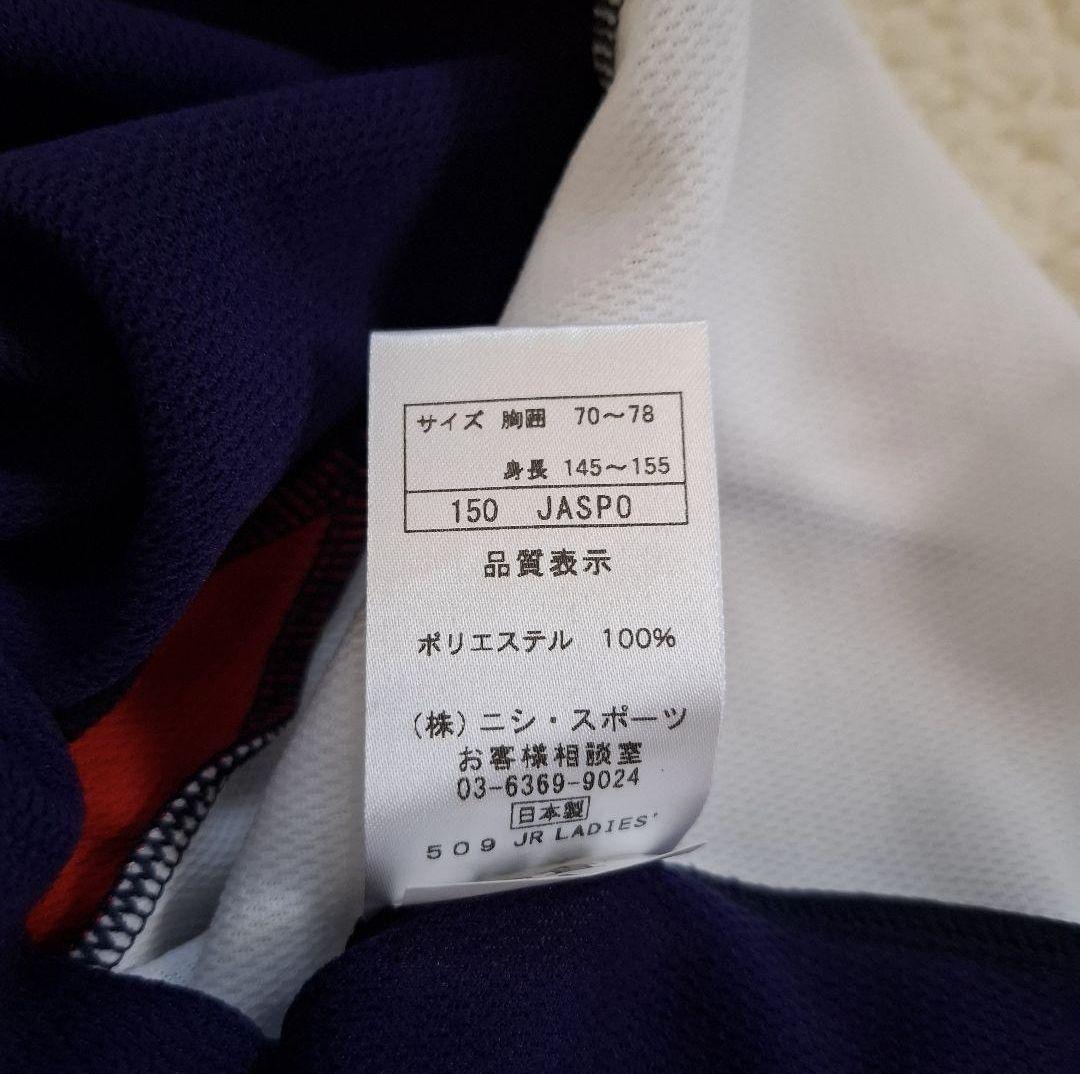 サイズ 胸囲 70～78
身長 145～155
150 JASPO
品質表示
ポリエステル 100%
(株)ニシ・スポーツ
お客様相談室
03-6369-9024
日本製
509 JR LADIES'